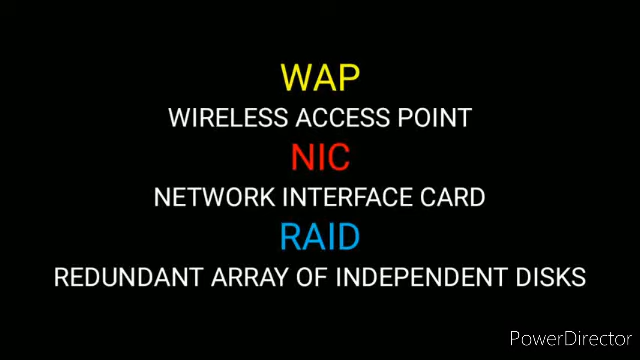 WAP
WIRELESS ACCESS POINT
NIC
NETWORK INTERFACE CARD
RAID
REDUNDANT ARRAY OF INDEPENDENT DISKS
PowerDirector